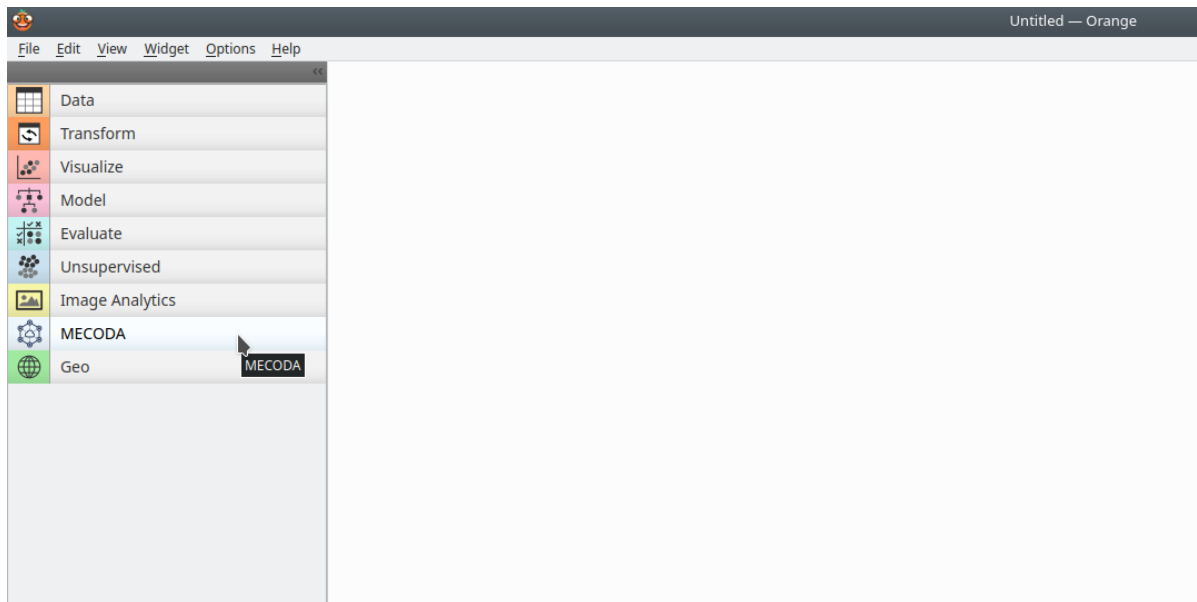 Untitled — Orange
File Edit View Widget Options Help
Data
Transform
Visualize
Model
Evaluate
Unsupervised
Image Analytics
MECODA
Geo
MECODA